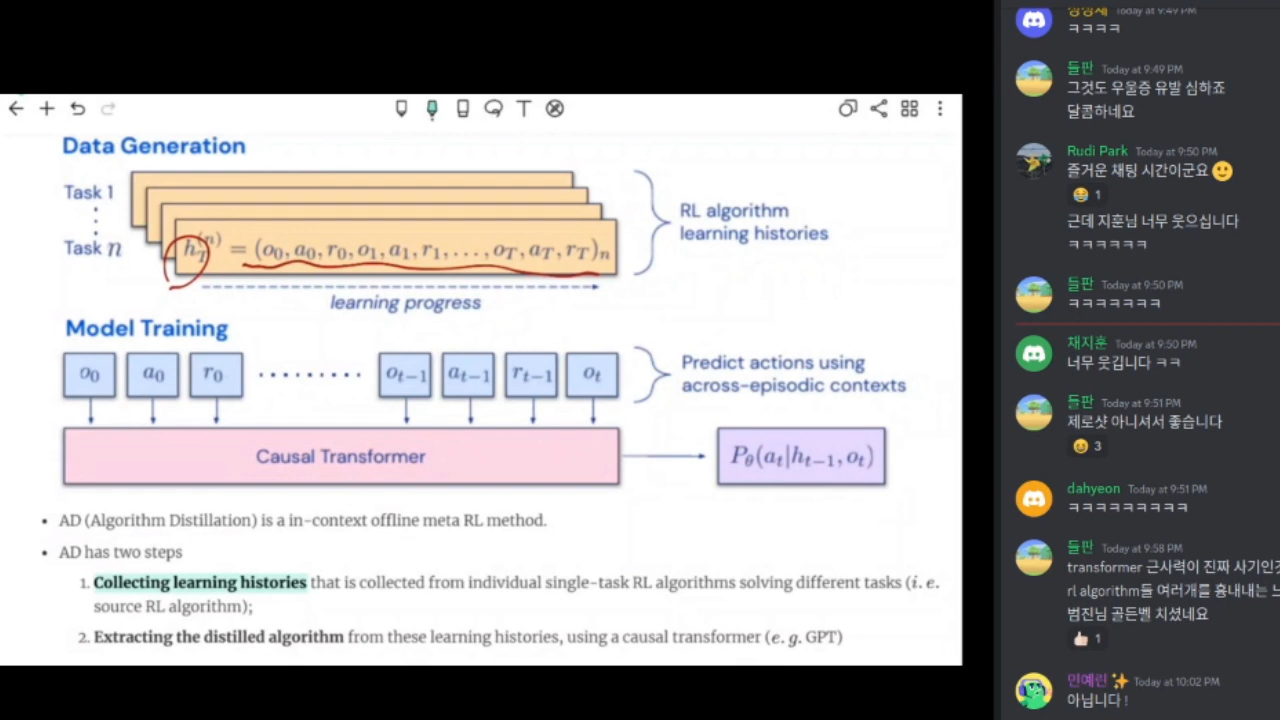 Data Generation
Task 1
Task n
h_T^(n) = (o_0, a_0, r_0, o_1, a_1, r_1, ..., o_T, a_T, r_T)_n
RL algorithm
learning histories
learning progress
Model Training
o_0 a_0 r_0 ......... o_{t-1} a_{t-1} r_{t-1} o_t
Predict actions using
across-episodic contexts
Causal Transformer
P_θ(a_t|h_{t-1}, o_t)
• AD (Algorithm Distillation) is a in-context offline meta RL method.
• AD has two steps
1. Collecting learning histories that is collected from individual single-task RL algorithms solving different tasks (i.e.
source RL algorithm);
2. Extracting the distilled algorithm from these learning histories, using a causal transformer (e.g. GPT)
Today at 9:49 PM
ㅋㅋㅋㅋ
들판 Today at 9:49 PM
그것도 우울증 유발 심하죠
달콤하네요
Rudi Park Today at 9:50 PM
즐거운 채팅 시간이군요 🙂
😂 1
근데 지훈님 너무 웃으십니다
ㅋㅋㅋㅋㅋㅋ
들판 Today at 9:50 PM
ㅋㅋㅋㅋㅋㅋㅋ
채지훈 Today at 9:50 PM
너무 웃깁니다 ㅋㅋ
들판 Today at 9:51 PM
제로샷 아니셔서 좋습니다
😄 3
dahyeon Today at 9:51 PM
ㅋㅋㅋㅋㅋㅋㅋㅋㅋ
들판 Today at 9:58 PM
transformer 근사력이 진짜 사기인
rl algorithm들 여러개를 흉내내는
범진님 골든벨 치셨네요
👍🏻 1
민예린 ✨ Today at 10:02 PM
아닙니다 !